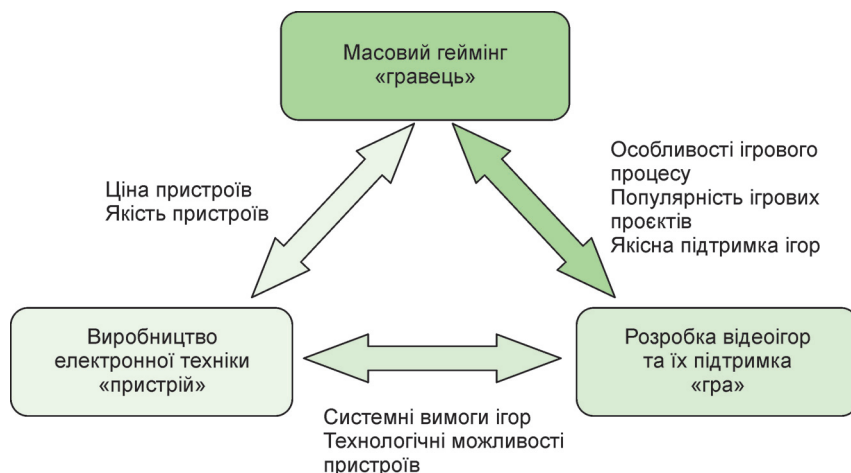 Масовий геймінг
«гравець»
Ціна пристроїв
Якість пристроїв
Особливості ігрового
процесу
Популярність ігрових
проєктів
Якісна підтримка ігор
Виробництво
електронної техніки
«пристрій»
Розробка відеоігор
та їх підтримка
«гра»
Системні вимоги ігор
Технологічні можливості
пристроїв